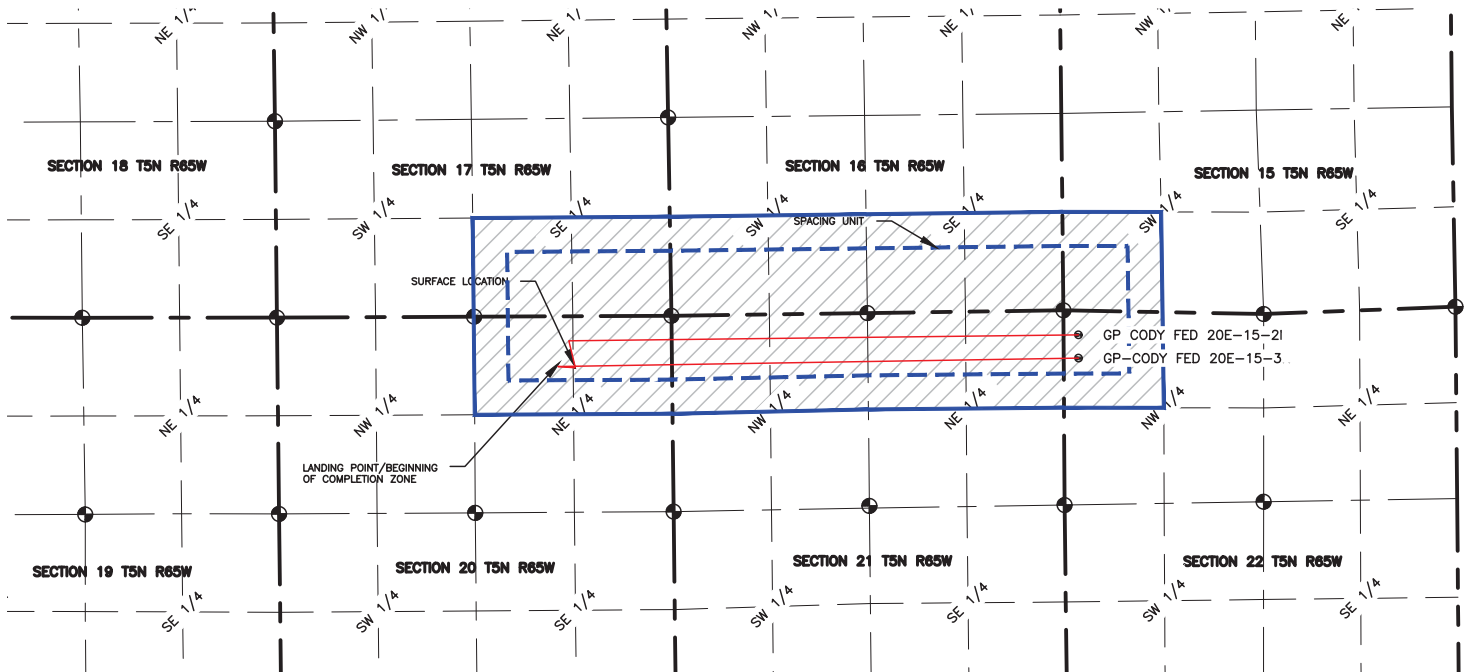 NE 1/4
NW 1/4
NE 1/4
NW 1/4
NE 1/4
NW 1/4
NE 1/4
SECTION 18 T5N R65W
SECTION 17 T5N R65W
SECTION 16 T5N R65W
SECTION 15 T5N R65W
SE 1/4
SW 1/4
SE 1/4
SW 1/4
SE 1/4
SW 1/4
SE 1/4
SPACING UNIT
SURFACE LOCATION
GP CODY FED 20E-15-2I
GP-CODY FED 20E-15-3
NE 1/4
NW 1/4
NE 1/4
NW 1/4
NE 1/4
NW 1/4
NE 1/4
LANDING POINT/BEGINNING
OF COMPLETION ZONE
SECTION 19 T5N R65W
SECTION 20 T5N R65W
SECTION 21 T5N R65W
SECTION 22 T5N R65W
SE 1/4
SW 1/4
SE 1/4
SW 1/4
SE 1/4
SW 1/4
SE 1/4